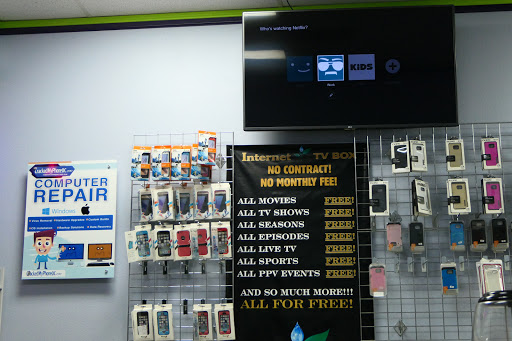 Who's watching Netflix?
KIDS
COMPUTER
REPAIR
Windows
Internet TV BOX
NO CONTRACT!
NO MONTHLY FEE!
ALL MOVIES FREE!
ALL TV SHOWS FREE!
ALL SEASONS FREE!
ALL EPISODES FREE!
ALL LIVE TV FREE!
ALL SPORTS FREE!
ALL PPV EVENTS FREE!
AND SO MUCH MORE!!!
ALL FOR FREE!